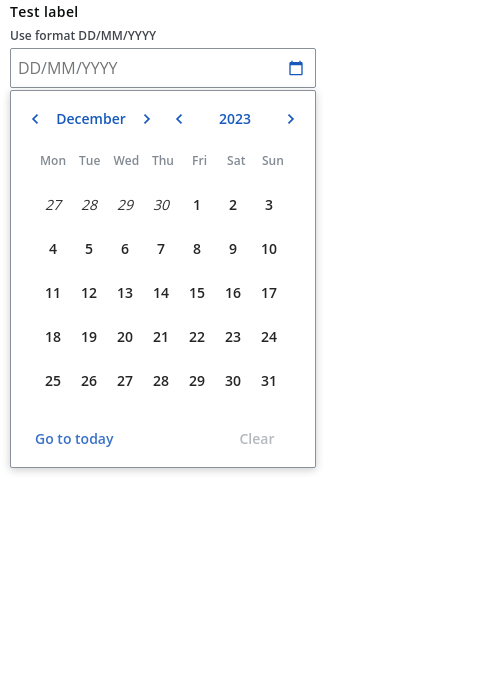 Test label
Use format DD/MM/YYYY
DD/MM/YYYY
December 2023
Mon Tue Wed Thu Fri Sat Sun
27 28 29 30 1 2 3
4 5 6 7 8 9 10
11 12 13 14 15 16 17
18 19 20 21 22 23 24
25 26 27 28 29 30 31
Go to today Clear